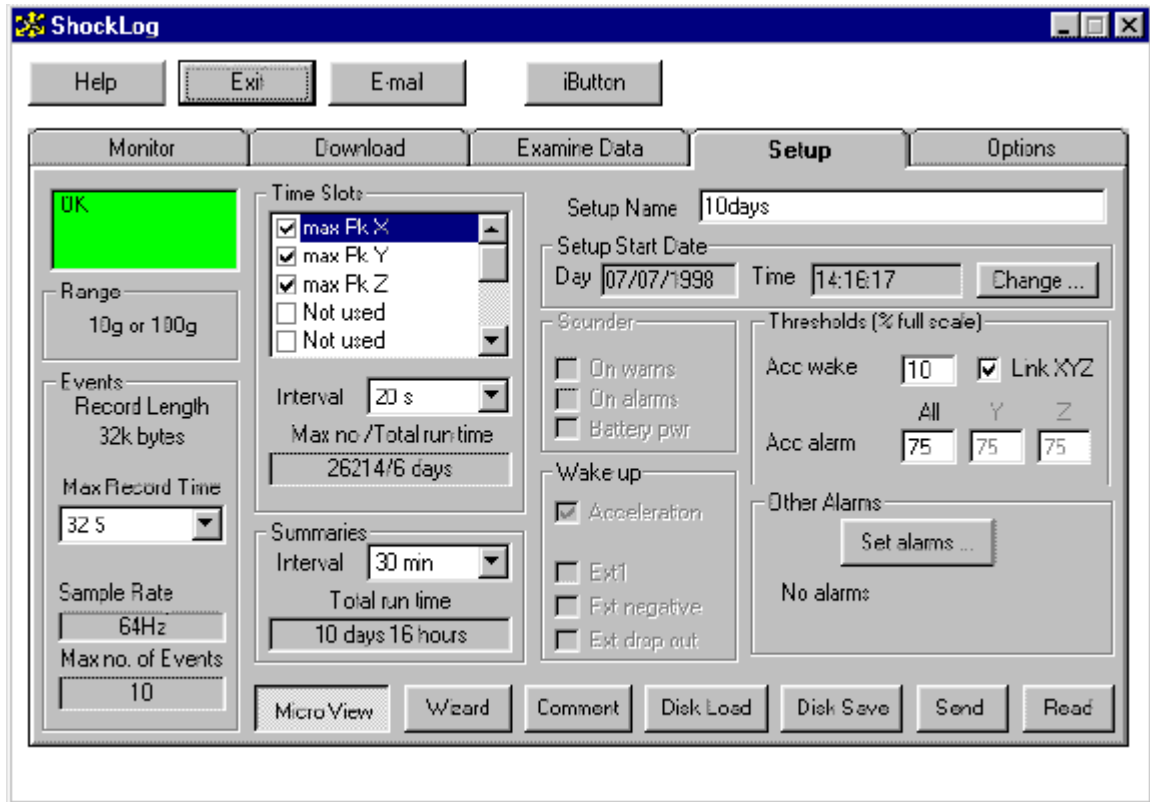 ShockLog
Help
Exit
E-mail
iButton
Monitor
Download
Examine Data
Setup
Options
OK
Range
10g or 100g
Events
Record Length
32k bytes
Max Record Time
32 S
Sample Rate
64Hz
Max no. of Events
10
Time Slots
max Pk X
max Pk Y
max Pk Z
Not used
Not used
Interval 20 s
Max no/Total run time
26214/6 days
Summaries
Interval 30 min
Total run time
10 days 16 hours
Setup Name 10days
Setup Start Date
Day 07/07/1998 Time 14:16:17 Change ...
Sounder
On warns
On alarms
Battery pwr
Wake up
Acceleration
Ext1
Ext negative
Ext drop out
Thresholds (% full scale)
Acc wake 10 Link XYZ
All Y Z
Acc alarm 75 75 75
Other Alarms
Set alarms ...
No alarms
Micro View
Wizard
Comment
Disk Load
Disk Save
Send
Read